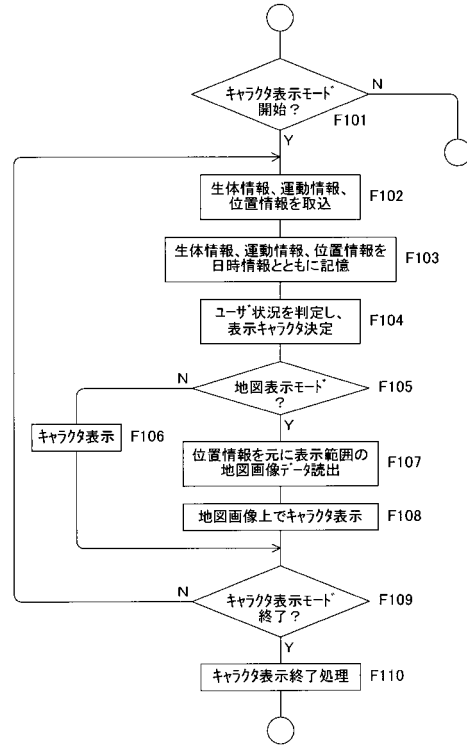 キャラクタ表示モード
開始？
N
F101
Y
生体情報、運動情報、
位置情報を取込
F102
生体情報、運動情報、位置情報を
日時情報とともに記憶
F103
ユーザ状況を判定し、
表示キャラクタ決定
F104
N
地図表示モード
？
F105
Y
キャラクタ表示
F106
位置情報を元に表示範囲の
地図画像データ読出
F107
地図画像上でキャラクタ表示
F108
N
キャラクタ表示モード
終了？
F109
Y
キャラクタ表示終了処理
F110